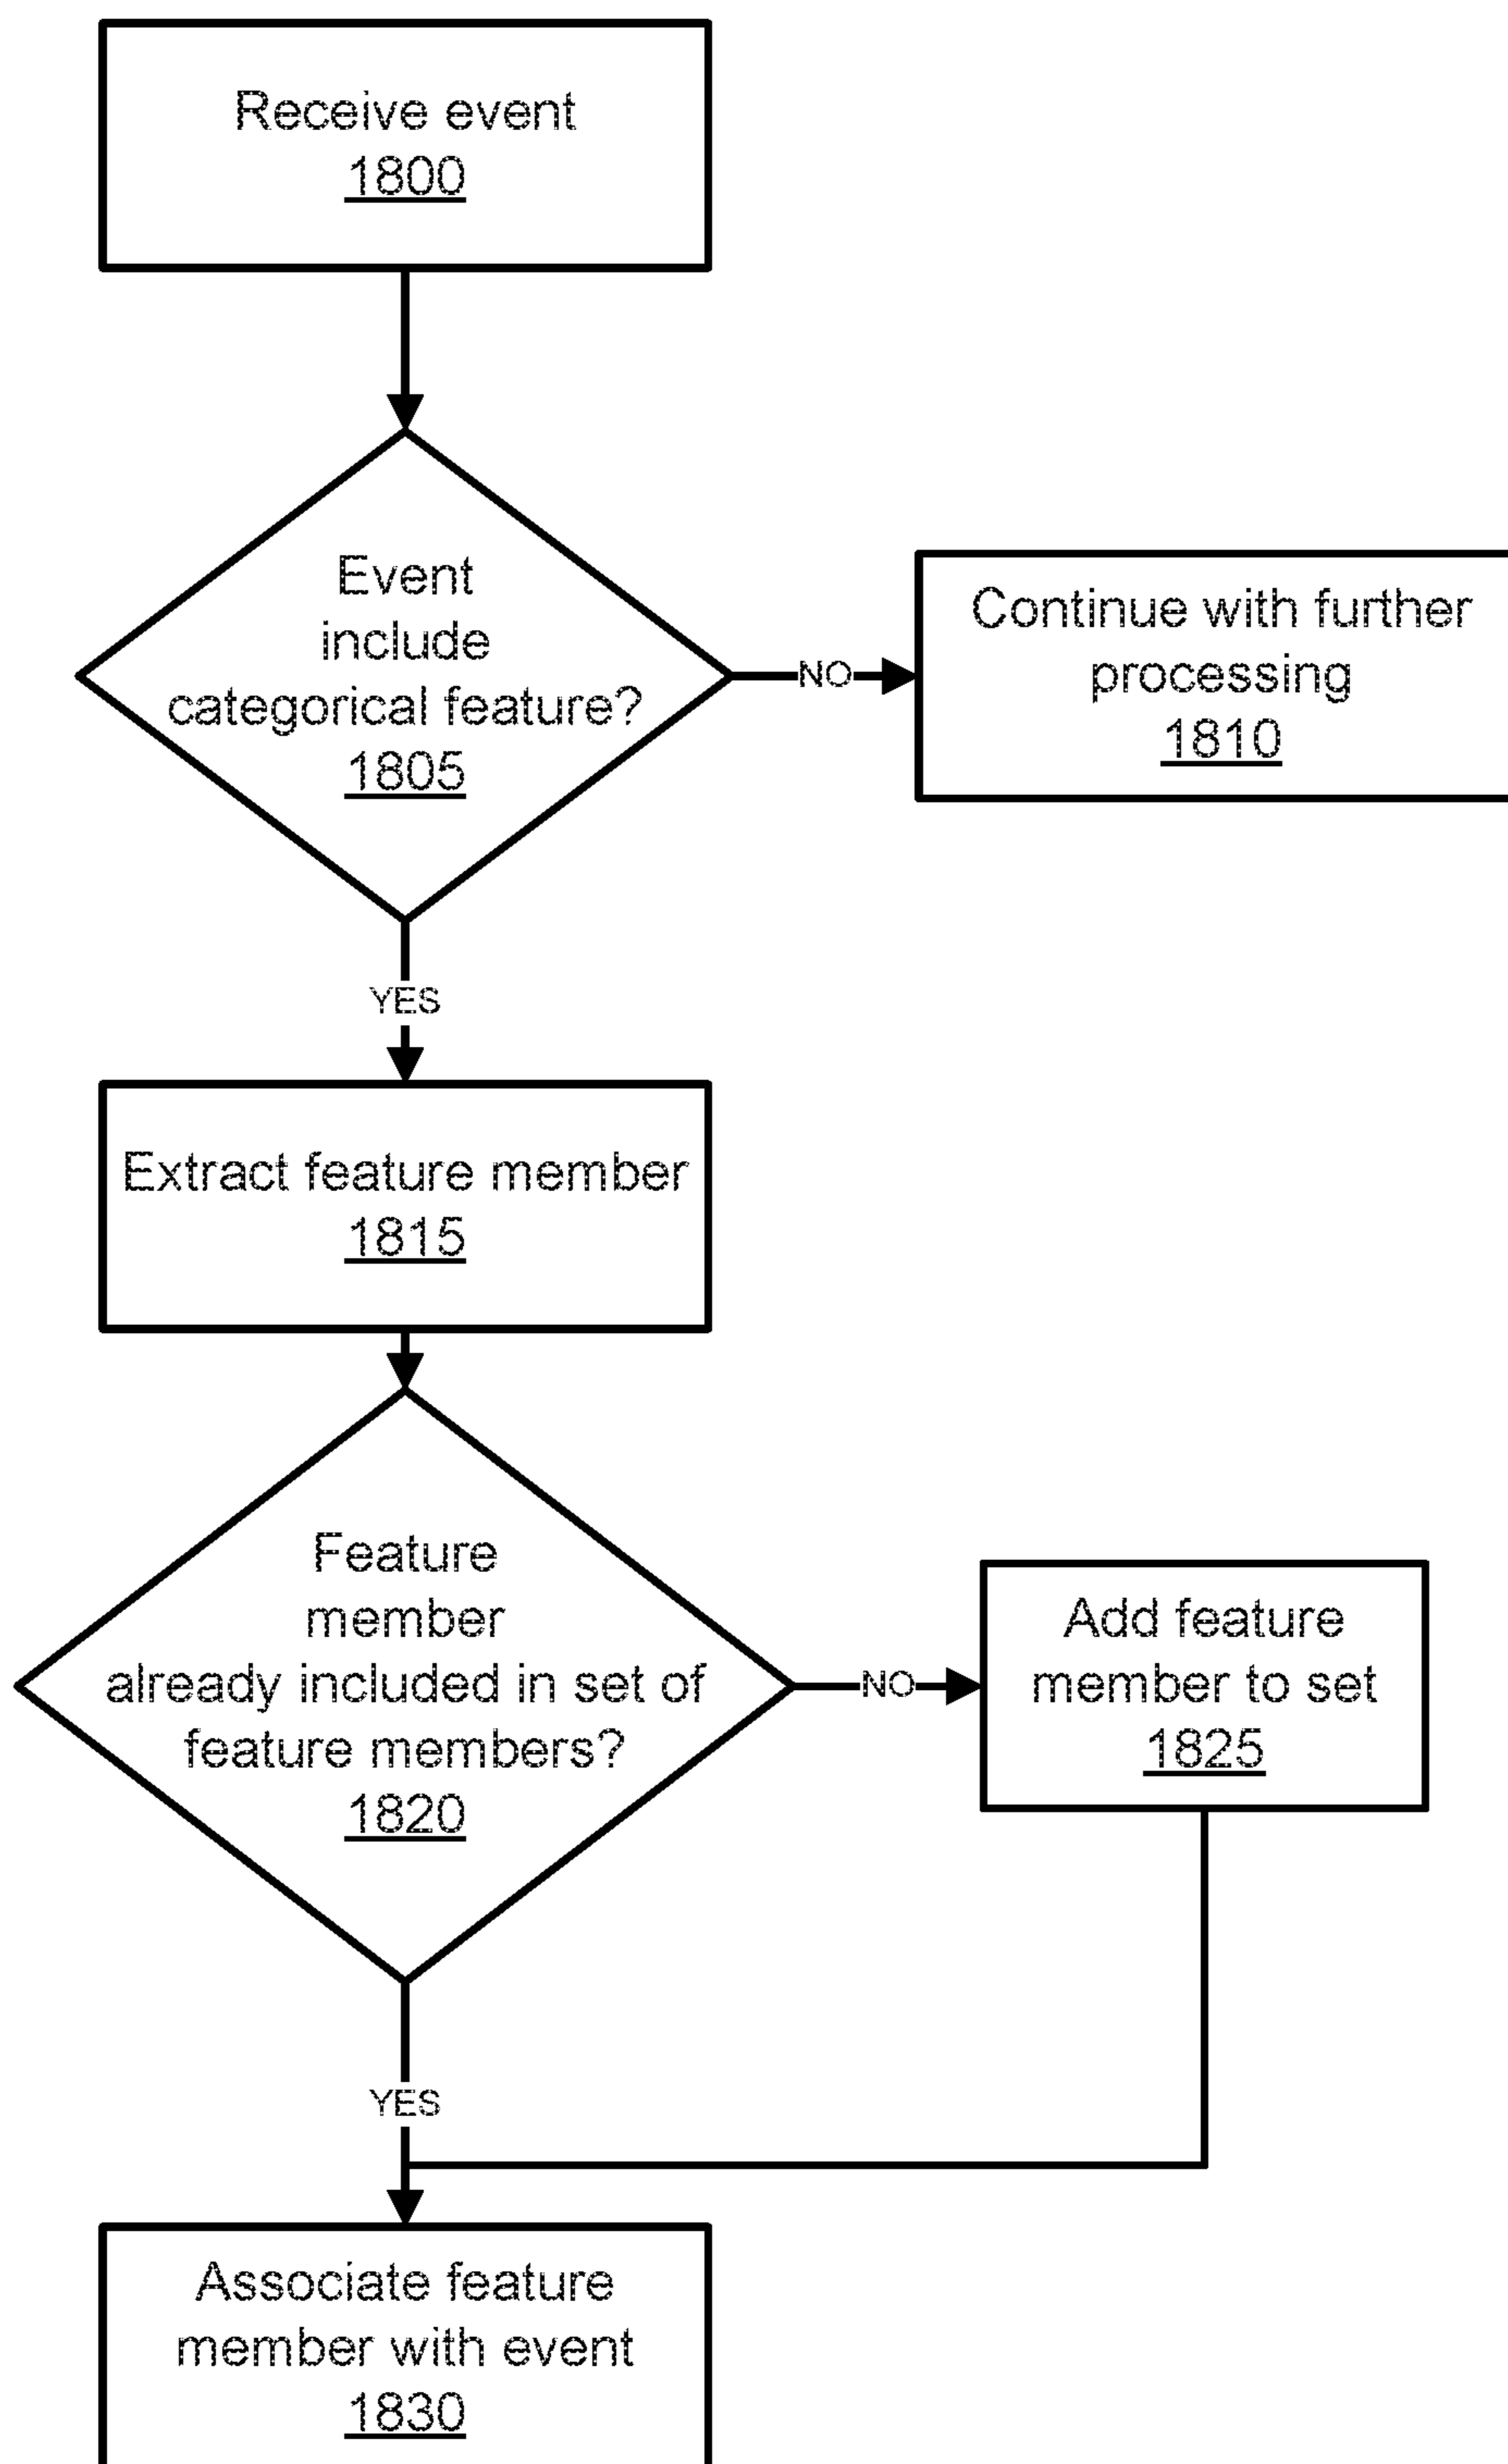 Receive event
1800
Event
include
categorical feature?
1805
NO
Continue with further
processing
1810
YES
Extract feature member
1815
Feature
member
already included in set of
feature members?
1820
NO
Add feature
member to set
1825
YES
Associate feature
member with event
1830